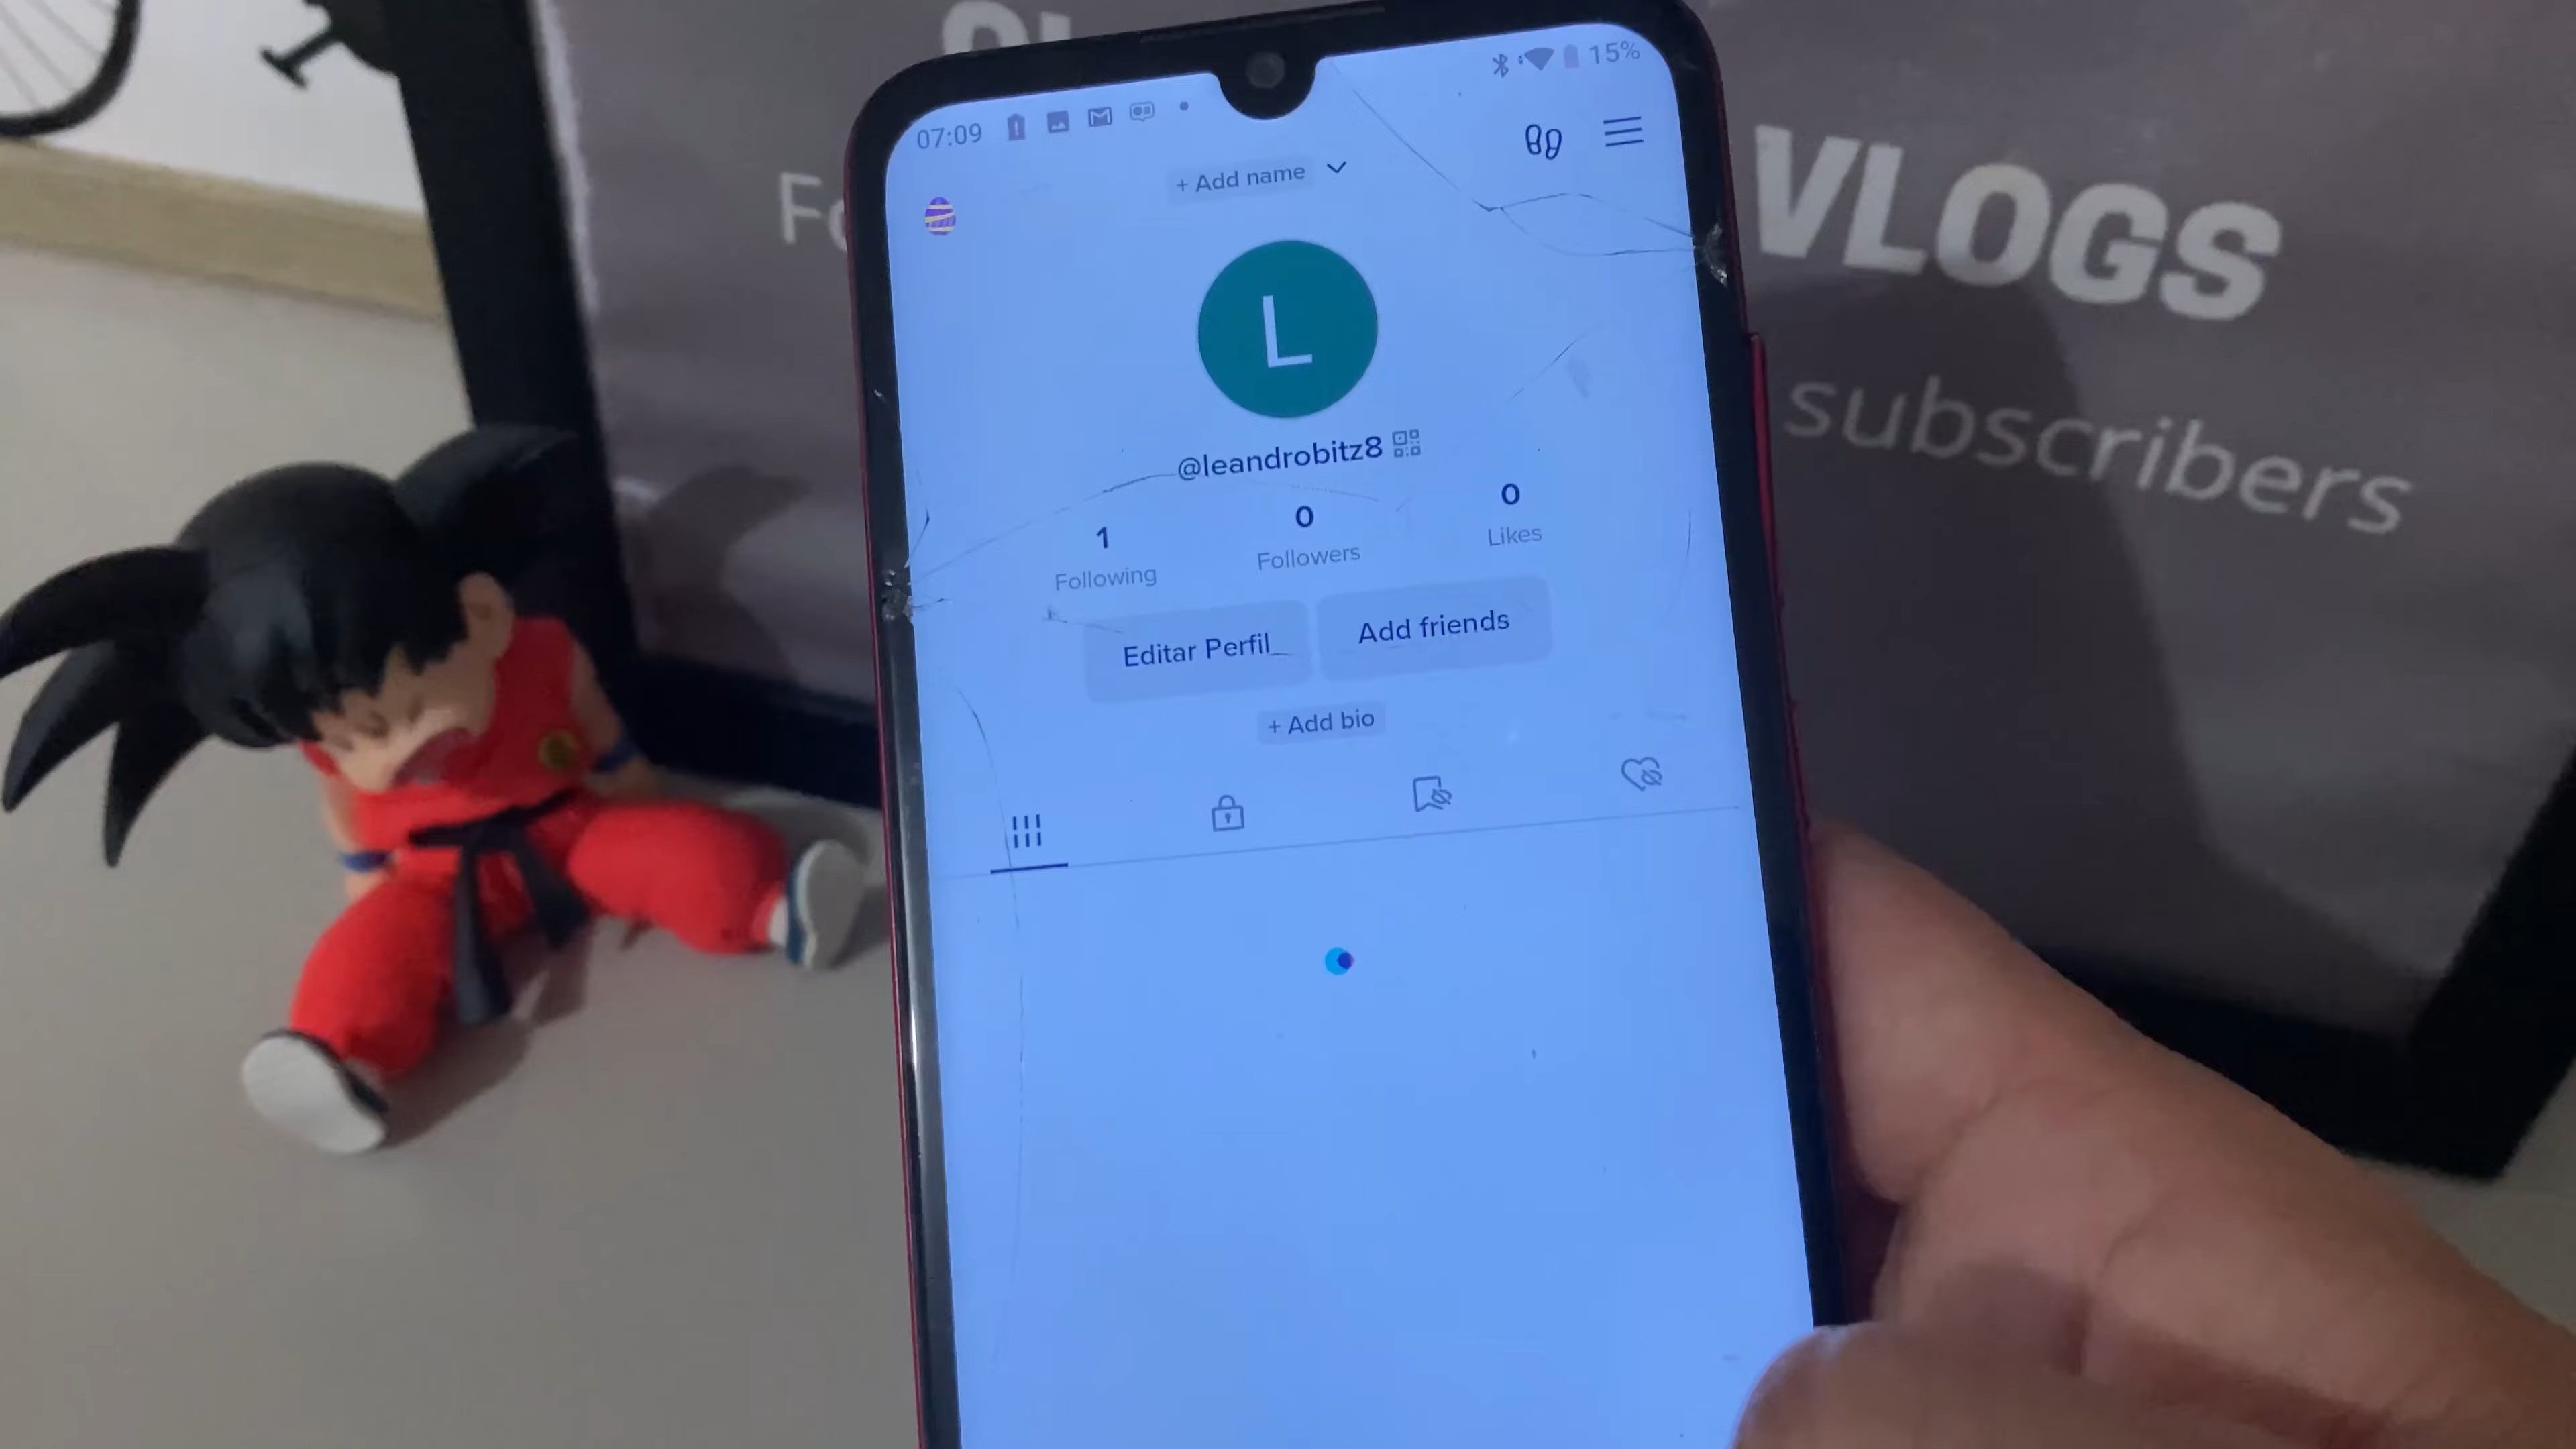 VLOGS
subscribers
07:09
15%
+ Add name
L
@leandrobitz8
1 0 0
Following Followers Likes
Editar Perfil Add friends
+ Add bio